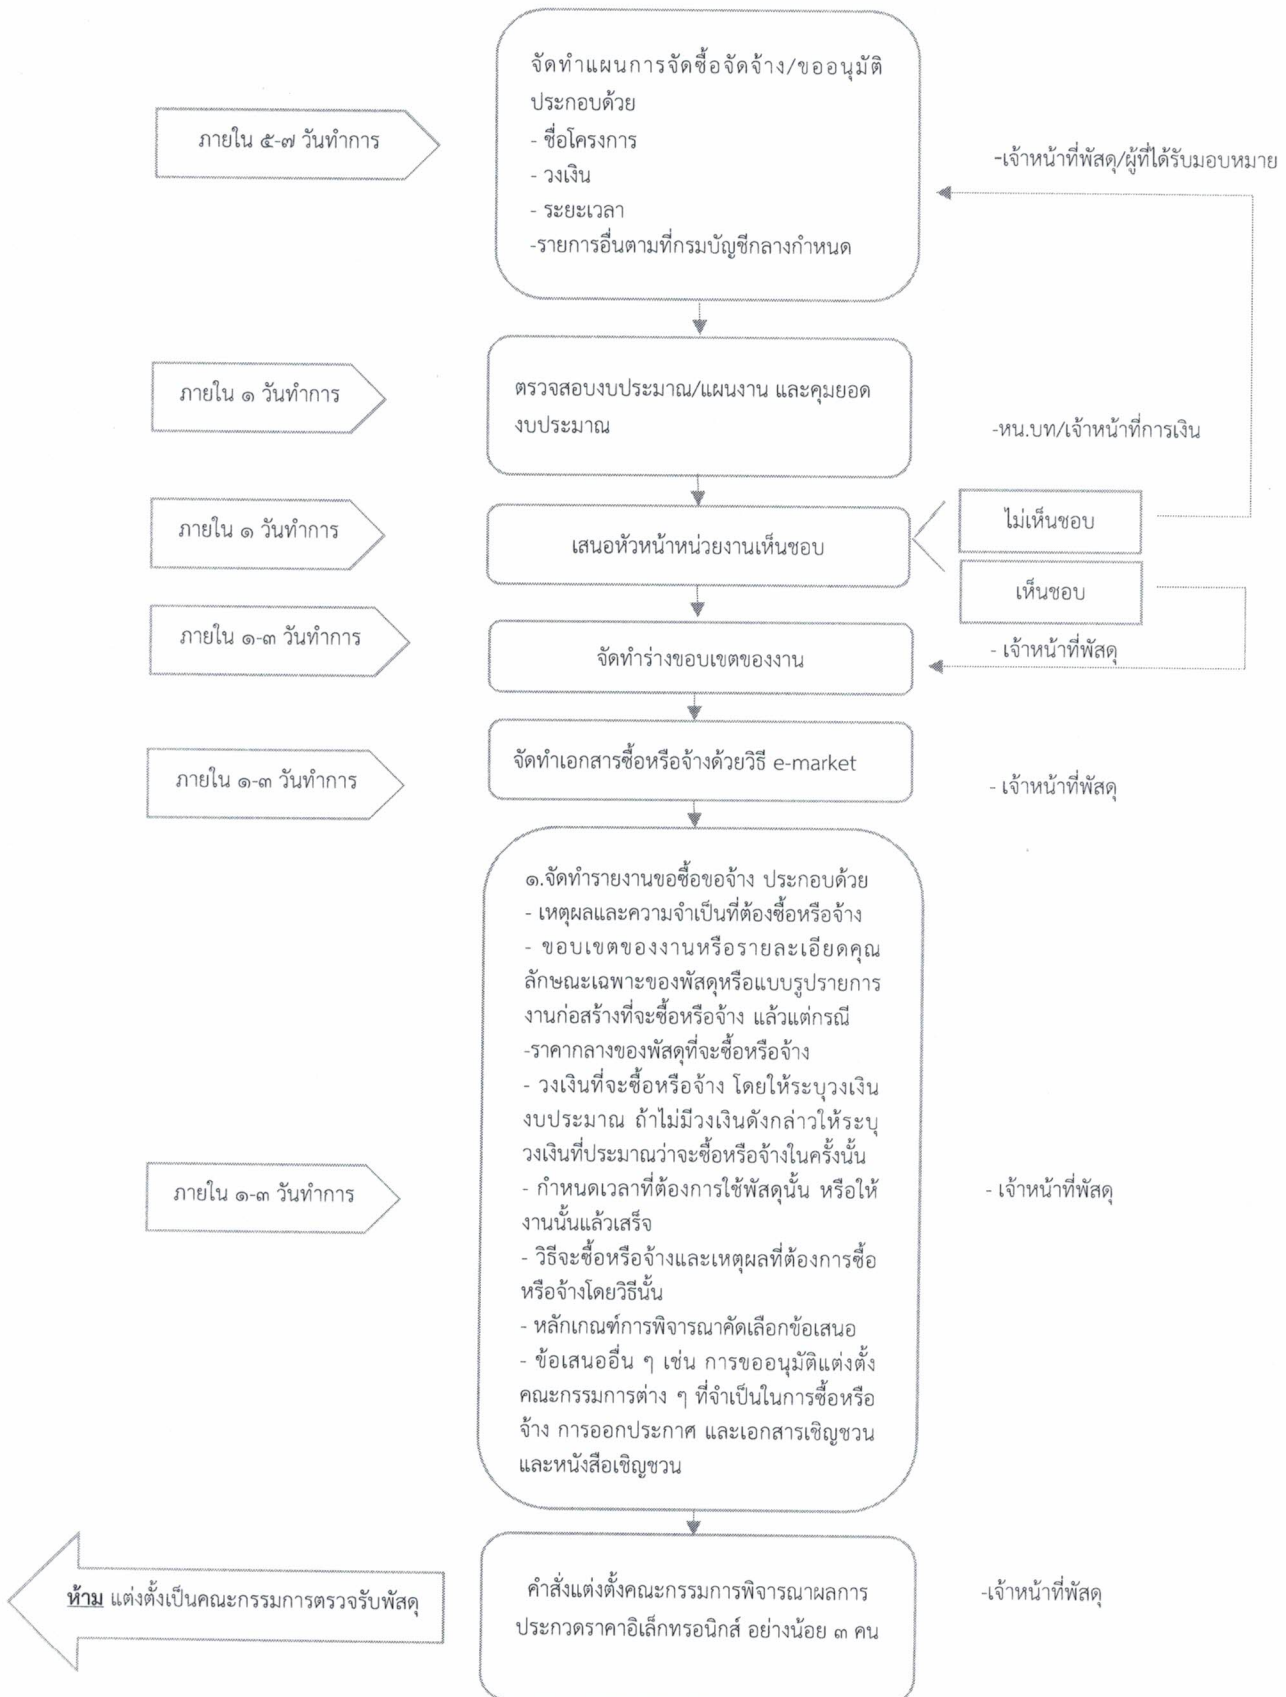 จัดทำแผนการจัดซื้อจัดจ้าง/ขออนุมัติ
ประกอบด้วย
- ชื่อโครงการ
- วงเงิน
- ระยะเวลา
-รายการอื่นตามที่กรมบัญชีกลางกำหนด
ภายใน ๕-๗ วันทำการ
-เจ้าหน้าที่พัสดุ/ผู้ที่ได้รับมอบหมาย
ภายใน ๑ วันทำการ
ตรวจสอบงบประมาณ/แผนงาน และคุมยอด
งบประมาณ
-หน.บท/เจ้าหน้าที่การเงิน
ภายใน ๑ วันทำการ
เสนอหัวหน้าหน่วยงานเห็นชอบ
ไม่เห็นชอบ
เห็นชอบ
ภายใน ๑-๓ วันทำการ
จัดทำร่างขอบเขตของงาน
- เจ้าหน้าที่พัสดุ
ภายใน ๑-๓ วันทำการ
จัดทำเอกสารซื้อหรือจ้างด้วยวิธี e-market
- เจ้าหน้าที่พัสดุ
๑.จัดทำรายงานขอซื้อขอจ้าง ประกอบด้วย
- เหตุผลและความจำเป็นที่ต้องซื้อหรือจ้าง
- ขอบเขตของงานหรือรายละเอียดคุณ
ลักษณะเฉพาะของพัสดุหรือแบบรูปรายการ
งานก่อสร้างที่จะซื้อหรือจ้าง แล้วแต่กรณี
-ราคากลางของพัสดุที่จะซื้อหรือจ้าง
- วงเงินที่จะซื้อหรือจ้าง โดยให้ระบุวงเงิน
งบประมาณ ถ้าไม่มีวงเงินดังกล่าวให้ระบุ
วงเงินที่ประมาณว่าจะซื้อหรือจ้างในครั้งนั้น
- กำหนดเวลาที่ต้องการใช้พัสดุนั้น หรือให้
งานนั้นแล้วเสร็จ
- วิธีจะซื้อหรือจ้างและเหตุผลที่ต้องการซื้อ
หรือจ้างโดยวิธีนั้น
- หลักเกณฑ์การพิจารณาคัดเลือกข้อเสนอ
- ข้อเสนออื่น ๆ เช่น การขออนุมัติแต่งตั้ง
คณะกรรมการต่าง ๆ ที่จำเป็นในการซื้อหรือ
จ้าง การออกประกาศ และเอกสารเชิญชวน
และหนังสือเชิญชวน
ภายใน ๑-๓ วันทำการ
- เจ้าหน้าที่พัสดุ
ห้าม แต่งตั้งเป็นคณะกรรมการตรวจรับพัสดุ
คำสั่งแต่งตั้งคณะกรรมการพิจารณาผลการ
ประกวดราคาอิเล็กทรอนิกส์ อย่างน้อย ๓ คน
-เจ้าหน้าที่พัสดุ